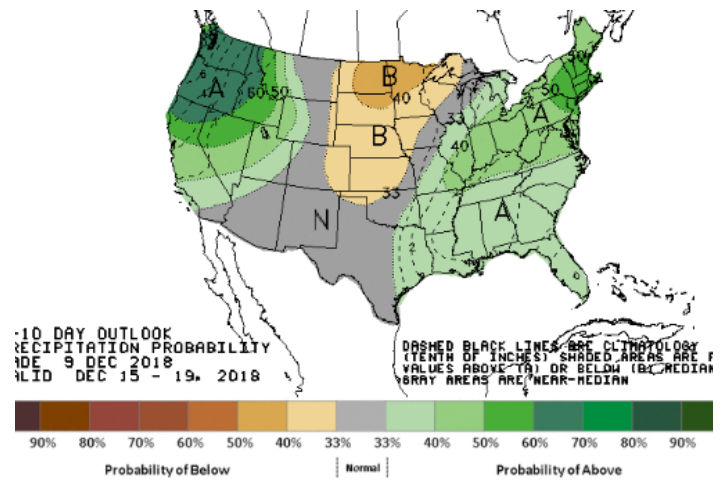 A
60
50
B
40
B
33
N
33
40
A
50
50
A
2
-10 DAY OUTLOOK
RECIPITATION PROBABILITY
ADE 9 DEC 2018
ALID DEC 15 - 19, 2018
DASHED BLACK LINES ARE CLIMATOLOGY
(TENTH OF INCHES) SHADED AREAS ARE F
VALUES ABOVE (A) OR BELOW (B) MEDIAN
GRAY AREAS ARE NEAR-MEDIAN
90% 80% 70% 60% 50% 40% 33% 33% 40% 50% 60% 70% 80% 90%
Probability of Below Normal Probability of Above